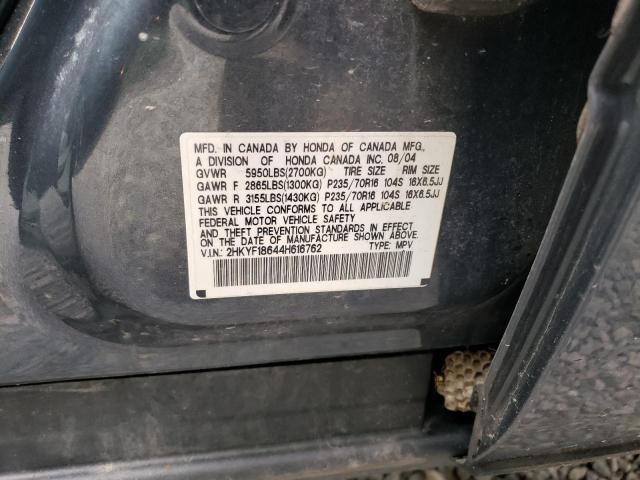 MFD. IN CANADA BY HONDA OF CANADA MFG.,
A DIVISION OF HONDA CANADA INC. 08/04
GVWR 5950LBS(2700KG) TIRE SIZE RIM SIZE
GAWR F 2865LBS(1300KG) P235/70R16 104S 16X6.5JJ
GAWR R 3155LBS(1430KG) P235/70R16 104S 16X6.5JJ
THIS VEHICLE CONFORMS TO ALL APPLICABLE
FEDERAL MOTOR VEHICLE SAFETY
AND THEFT PREVENTION STANDARDS IN EFFECT
ON THE DATE OF MANUFACTURE SHOWN ABOVE.
V.I.N.: 2HKYF18644H616762 TYPE: MPV